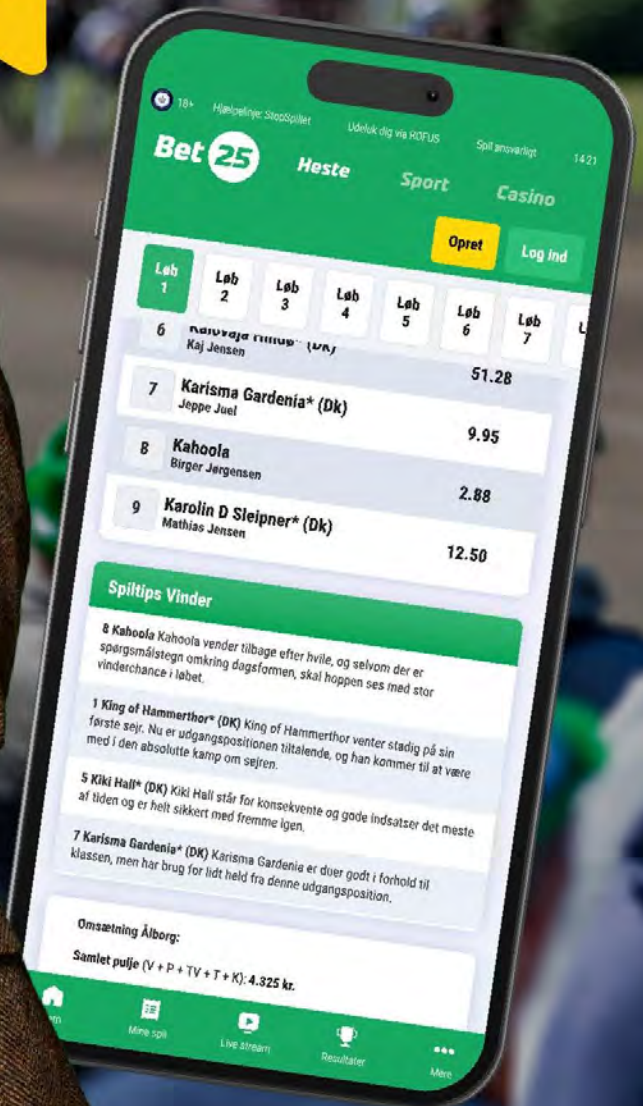 18+ Hjælpelinje: StopSpillet Udeluk dig via ROFUS Spil ansvarligt 14:21
Bet 25 Heste Sport Casino
Opret Log ind
Løb 1 Løb 2 Løb 3 Løb 4 Løb 5 Løb 6 Løb 7
6 (DK)
Kaj Jensen 51.28
7 Karisma Gardenia* (Dk)
Jeppe Juel 9.95
8 Kahoola
Birger Jørgensen 2.88
9 Karolin D Sleipner* (Dk)
Mathias Jensen 12.50
Spiltips Vinder
8 Kahoola Kahoola vender tilbage efter hvile, og selvom der er
spørgsmålstegn omkring dagsformen, skal hoppen ses med stor
vinderchance i løbet.
1 King of Hammerthor* (DK) King of Hammerthor venter stadig på sin
første sejr. Nu er udgangspositionen tiltalende, og han kommer til at være
med i den absolutte kamp om sejren.
5 Kiki Hall* (DK) Kiki Hall står for konsekvente og gode indsatser det meste
af tiden og er helt sikkert med fremme igen.
7 Karisma Gardenia* (DK) Karisma Gardenia er duer godt i forhold til
klassen, men har brug for lidt held fra denne udgangsposition.
Omsætning Ålborg:
Samlet pulje (V + P + TV + T + K): 4.325 kr.
Mine spil Live stream Resultater Mere